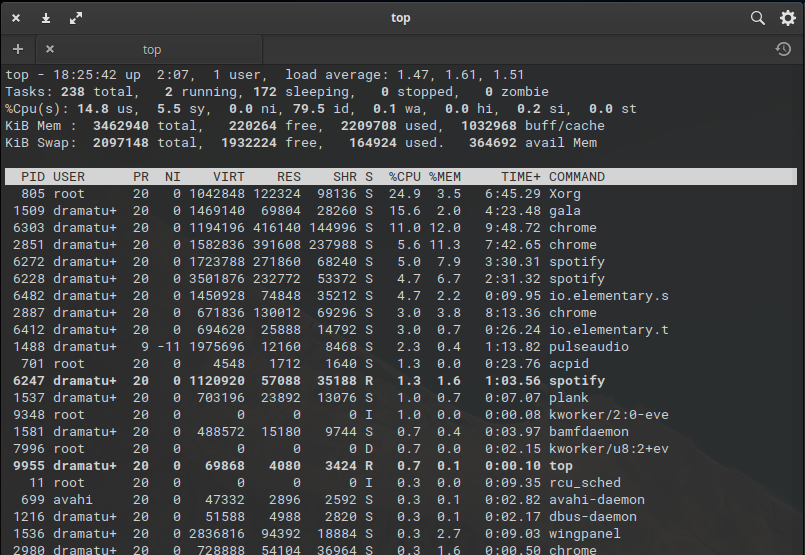 top
top
top - 18:25:42 up  2:07,  1 user,  load average: 1.47, 1.61, 1.51
Tasks: 238 total,   2 running, 172 sleeping,   0 stopped,   0 zombie
%Cpu(s): 14.8 us,  5.5 sy,  0.0 ni, 79.5 id,  0.1 wa,  0.0 hi,  0.2 si,  0.0 st
KiB Mem :  3462940 total,   220264 free,  2209708 used,  1032968 buff/cache
KiB Swap:  2097148 total,  1932224 free,   164924 used.   364692 avail Mem
PID USER      PR  NI    VIRT    RES    SHR S  %CPU %MEM     TIME+ COMMAND
805 root      20   0 1042848 122324  98136 S  24.9  3.5   6:45.29 Xorg
1509 dramatu+  20   0 1469140  69804  28260 S  15.6  2.0   4:23.48 gala
6303 dramatu+  20   0 1194196 416140 144996 S  11.0 12.0   9:48.72 chrome
2851 dramatu+  20   0 1582836 391608 237988 S   5.6 11.3   7:42.65 chrome
6272 dramatu+  20   0 1723788 271860  68240 S   5.0  7.9   3:30.31 spotify
6228 dramatu+  20   0 3501876 232772  53372 S   4.7  6.7   2:31.32 spotify
6482 dramatu+  20   0 1450928  74848  35212 S   4.7  2.2   0:09.95 io.elementary.s
2887 dramatu+  20   0  671836 130012  69296 S   3.0  3.8   8:13.36 chrome
6412 dramatu+  20   0  694620  25888  14792 S   3.0  0.7   0:26.24 io.elementary.t
1488 dramatu+   9 -11 1975696  12160   8468 S   2.3  0.4   1:13.82 pulseaudio
701 root      20   0    4548   1712   1640 S   1.3  0.0   0:23.76 acpid
6247 dramatu+  20   0 1120920  57088  35188 R   1.3  1.6   1:03.56 spotify
1537 dramatu+  20   0  703196  23892  13076 S   1.0  0.7   0:07.07 plank
9348 root      20   0       0      0      0 I   1.0  0.0   0:00.08 kworker/2:0-eve
1581 dramatu+  20   0  488572  15180   9744 S   0.7  0.4   0:03.97 bamfdaemon
7996 root      20   0       0      0      0 D   0.7  0.0   0:02.15 kworker/u8:2+ev
9955 dramatu+  20   0   69868   4080   3424 R   0.7  0.1   0:00.10 top
11 root      20   0       0      0      0 I   0.3  0.0   0:09.35 rcu_sched
699 avahi     20   0   47332   2896   2592 S   0.3  0.1   0:02.82 avahi-daemon
1216 dramatu+  20   0   51588   4988   2820 S   0.3  0.1   0:02.17 dbus-daemon
1536 dramatu+  20   0 2836816  94392  18884 S   0.3  2.7   0:09.03 wingpanel
2980 dramatu+  20   0  728888  54104  36964 S   0.3  1.6   0:00.50 chrome